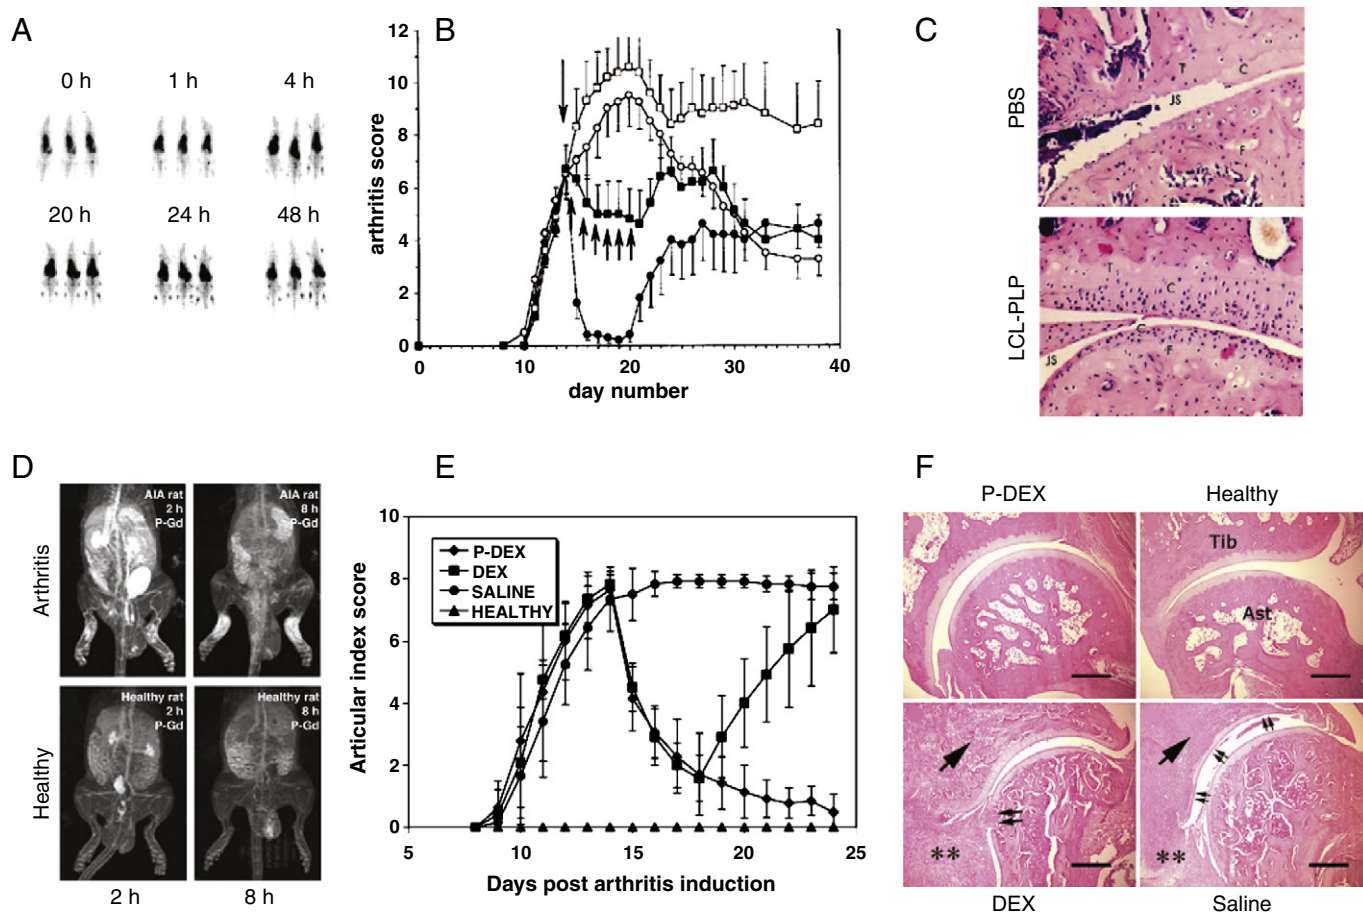 A
0 h
1 h
4 h
20 h
24 h
48 h
B
12
10
8
6
4
2
0
arthritis score
0
10
20
30
40
day number
C
PBS
T
C
JS
F
LCL-PLP
T
C
C
F
JS
D
Arthritis
AIA rat
2 h
P-Gd
AIA rat
8 h
P-Gd
Healthy
Healthy rat
2 h
P-Gd
Healthy rat
8 h
P-Gd
2 h
8 h
E
10
8
6
4
2
0
Articular index score
P-DEX
DEX
SALINE
HEALTHY
5
10
15
20
25
Days post arthritis induction
F
P-DEX
Healthy
Tib
Ast
**
**
DEX
Saline